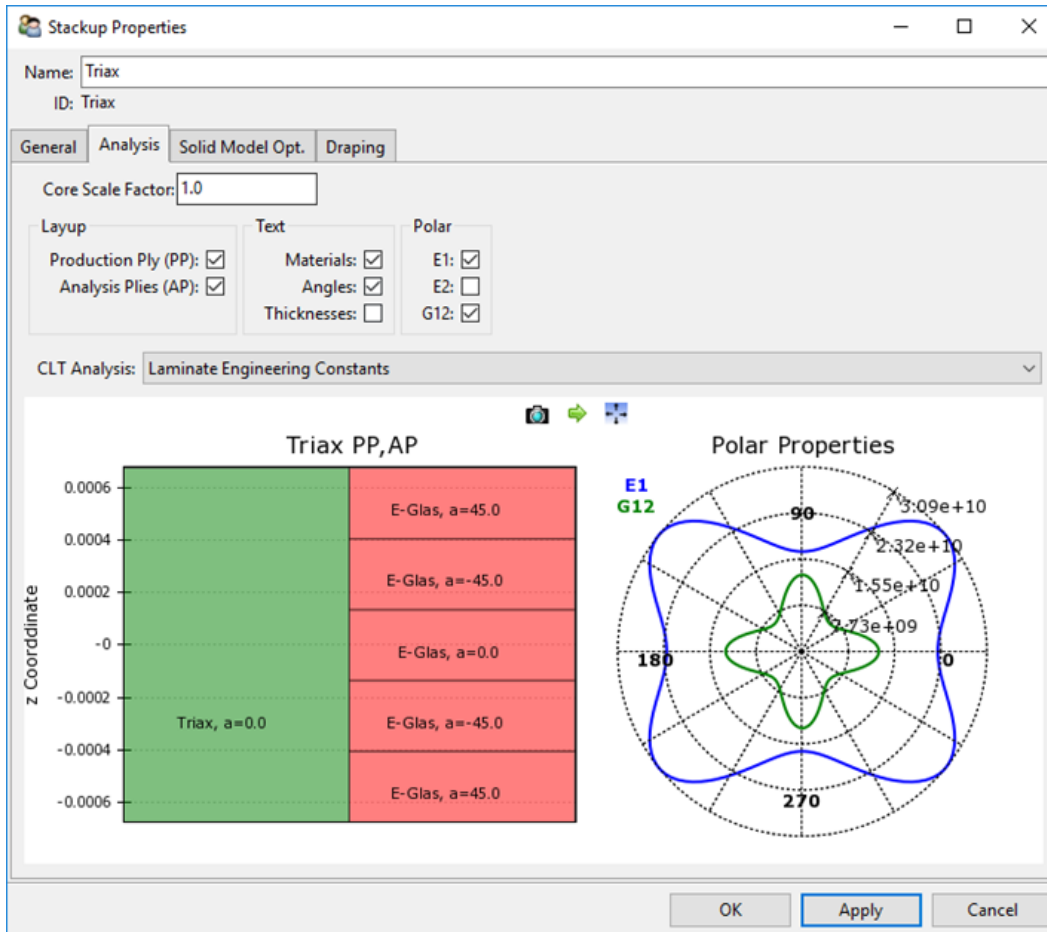 Stackup Properties
Name: Triax
ID: Triax
General Analysis Solid Model Opt. Draping
Core Scale Factor: 1.0
Layup Text Polar
Production Ply (PP): Materials: E1:
Analysis Plies (AP): Angles: E2:
Thicknesses: G12:
CLT Analysis: Laminate Engineering Constants
Triax PP,AP
z Coorddinate
0.0006
0.0004
0.0002
-0
-0.0002
-0.0004
-0.0006
Triax, a=0.0
E-Glas, a=45.0
E-Glas, a=-45.0
E-Glas, a=0.0
E-Glas, a=-45.0
E-Glas, a=45.0
Polar Properties
E1
G12
90
180
0
270
3.09e+10
2.32e+10
1.55e+10
7.73e+09
OK Apply Cancel